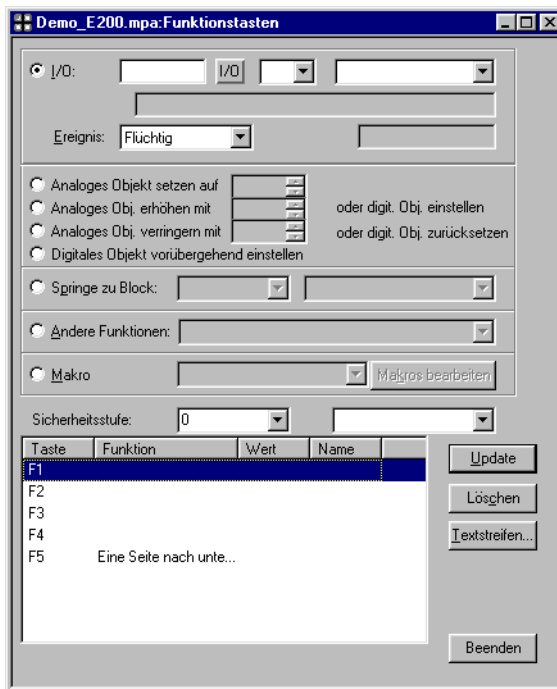 Demo_E200.mpa:Funktionstasten
I/O: I/O
Ereignis: Flüchtig
Analoges Objekt setzen auf
Analoges Obj. erhöhen mit oder digit. Obj. einstellen
Analoges Obj. verringern mit oder digit. Obj. zurücksetzen
Digitales Objekt vorübergehend einstellen
Springe zu Block:
Andere Funktionen:
Makro Makros bearbeiten
Sicherheitsstufe: 0
Taste Funktion Wert Name
F1
F2
F3
F4
F5 Eine Seite nach unte...
Update
Löschen
Textstreifen...
Beenden